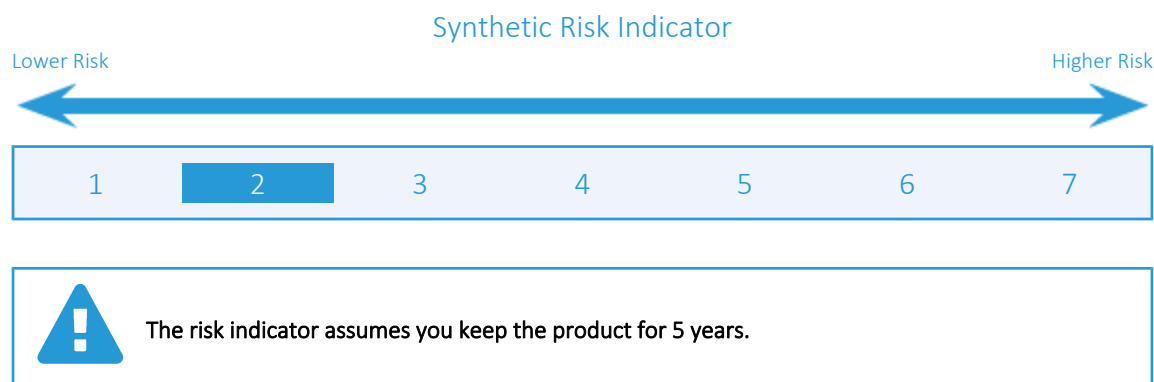 Synthetic Risk Indicator
Lower Risk Higher Risk
1 2 3 4 5 6 7
The risk indicator assumes you keep the product for 5 years.